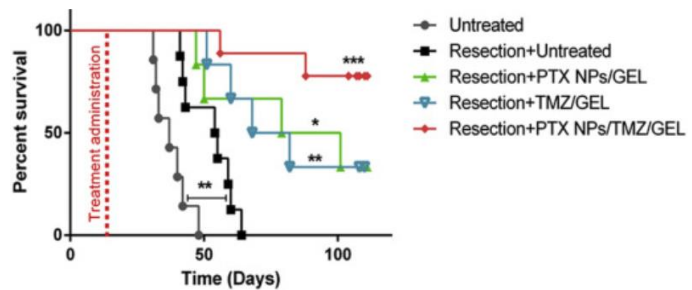 Percent survival
100
50
0
Treatment administration
***
*
**
**
0
50
100
Time (Days)
Untreated
Resection+Untreated
Resection+PTX NPs/GEL
Resection+TMZ/GEL
Resection+PTX NPs/TMZ/GEL